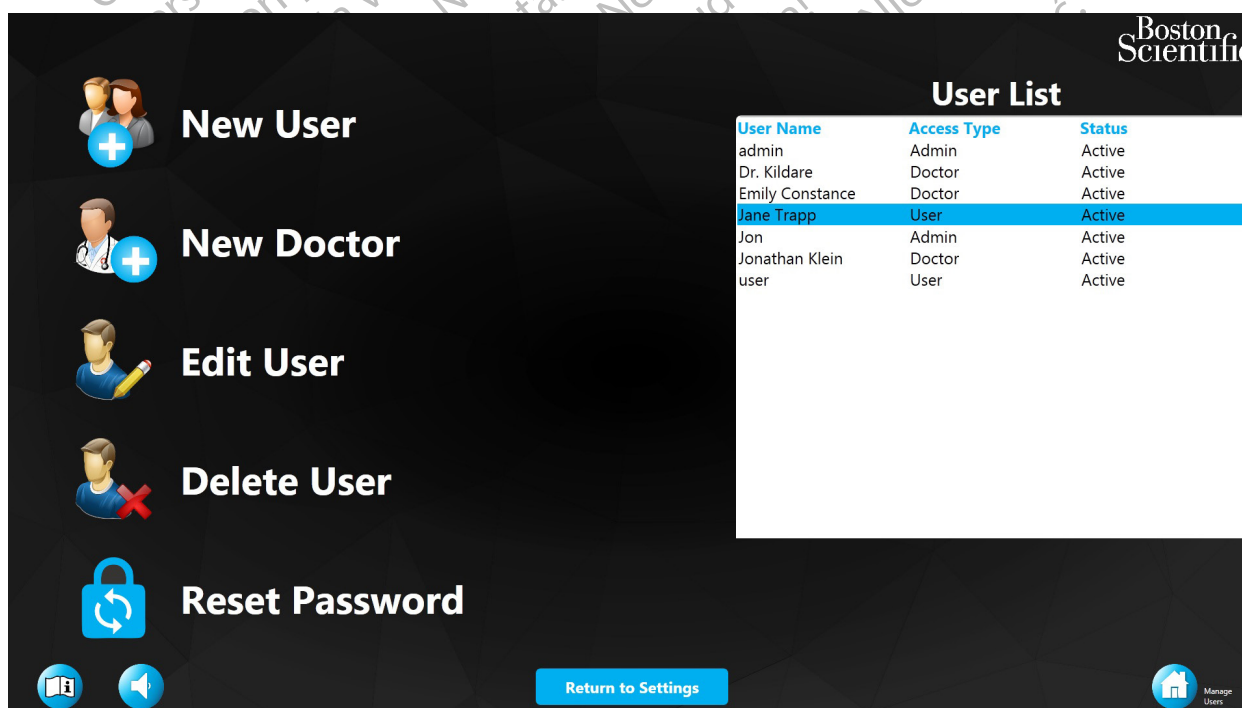 Boston
Scientific
New User
New Doctor
Edit User
Delete User
Reset Password
User List
User Name Access Type Status
admin Admin Active
Dr. Kildare Doctor Active
Emily Constance Doctor Active
Jane Trapp User Active
Jon Admin Active
Jonathan Klein Doctor Active
user User Active
Return to Settings
Manage
Users